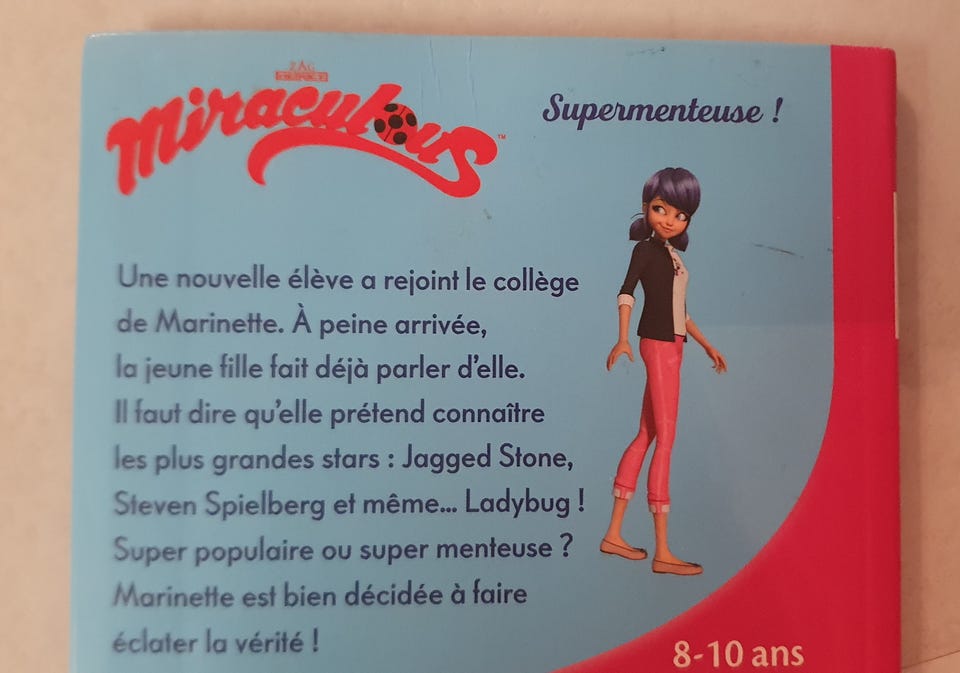 ZAG
HEROEZ
Miraculous™
Supermenteuse !
Une nouvelle élève a rejoint le collège
de Marinette. À peine arrivée,
la jeune fille fait déjà parler d'elle.
Il faut dire qu'elle prétend connaître
les plus grandes stars : Jagged Stone,
Steven Spielberg et même... Ladybug !
Super populaire ou super menteuse ?
Marinette est bien décidée à faire
éclater la vérité !
8-10 ans